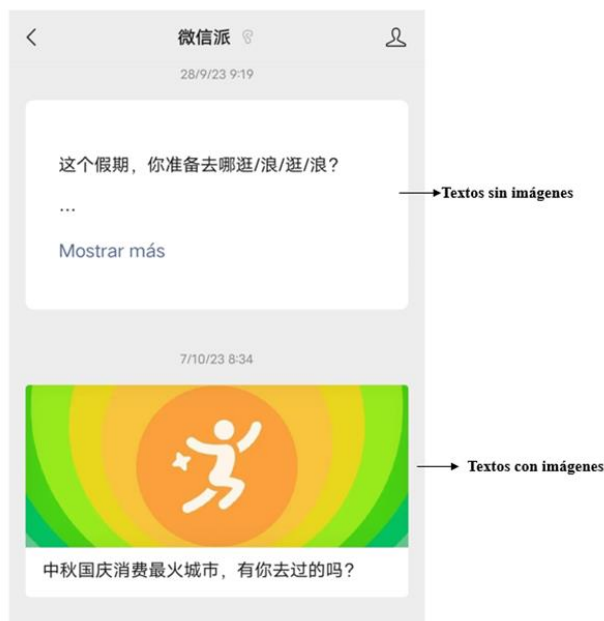 微信派
28/9/23 9:19
这个假期，你准备去哪逛/浪/逛/浪？
...
Mostrar más
Textos sin imágenes
7/10/23 8:34
Textos con imágenes
中秋国庆消费最火城市，有你去过的吗？